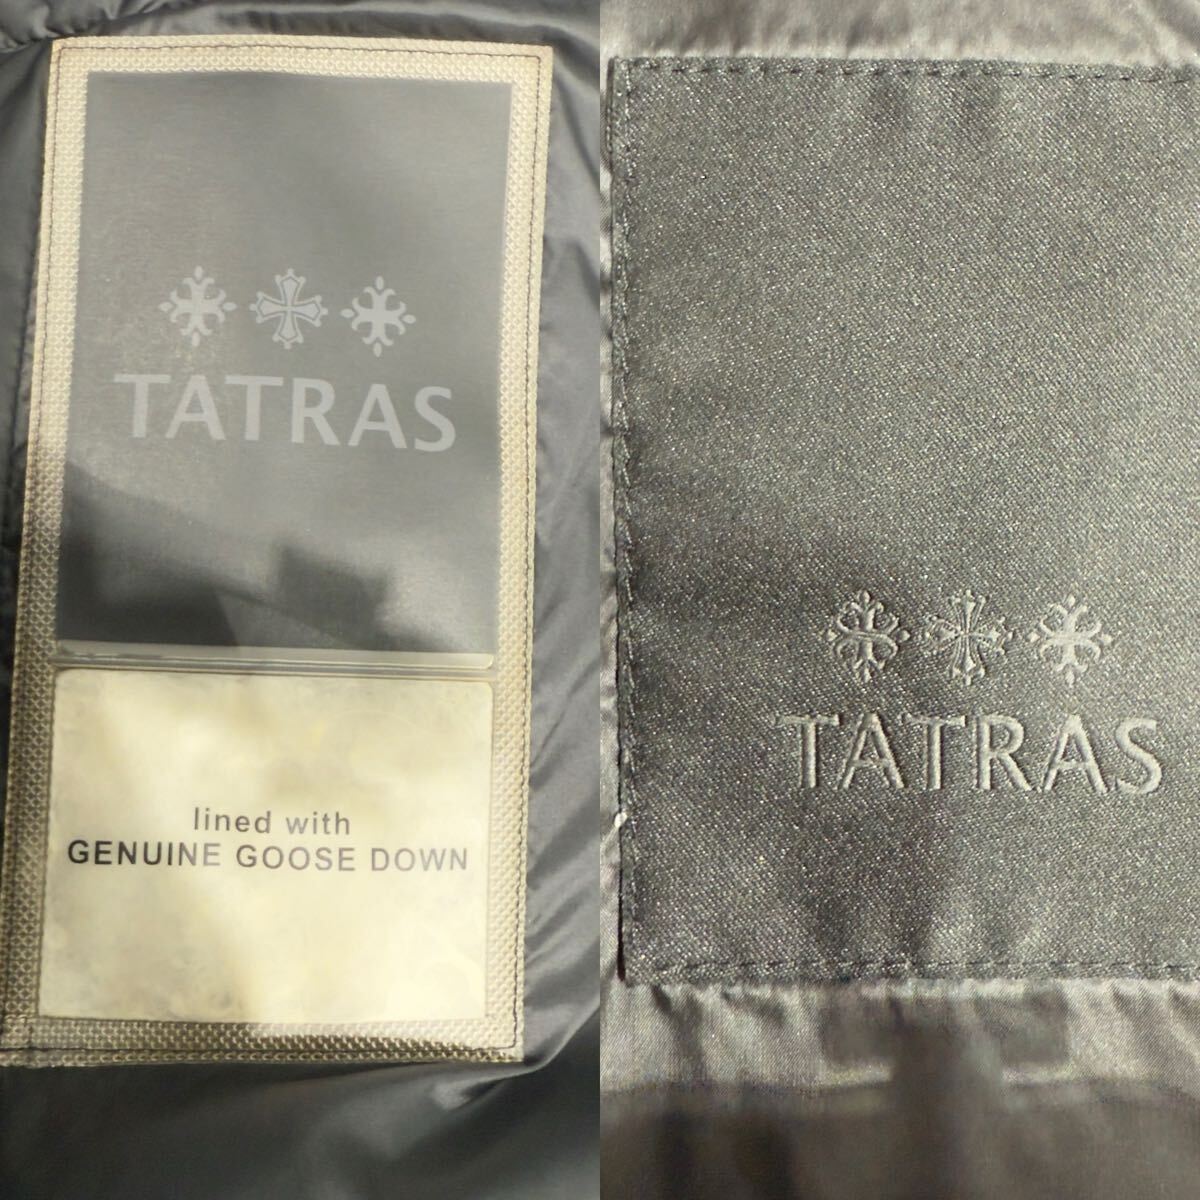 TATRAS
lined with
GENUINE GOOSE DOWN
TATRAS